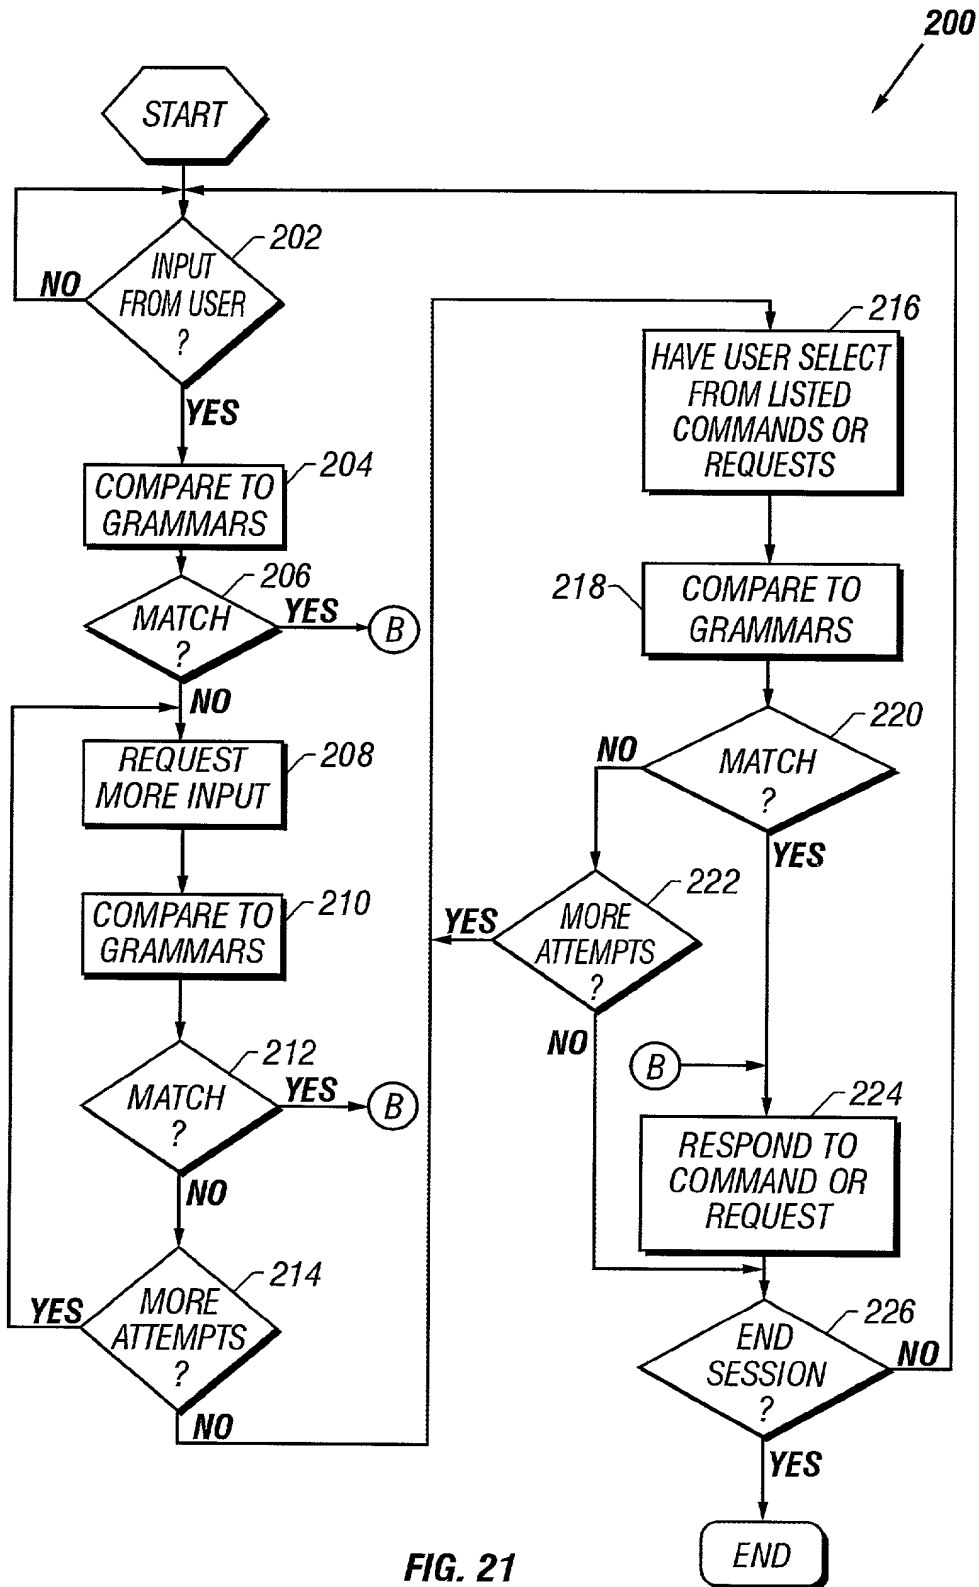 200
START
202
INPUT
FROM USER
?
NO
YES
204
COMPARE TO
GRAMMARS
206
MATCH
?
YES
B
NO
208
REQUEST
MORE INPUT
210
COMPARE TO
GRAMMARS
212
MATCH
?
YES
B
NO
214
MORE
ATTEMPTS
?
YES
NO
216
HAVE USER SELECT
FROM LISTED
COMMANDS OR
REQUESTS
218
COMPARE TO
GRAMMARS
220
MATCH
?
NO
YES
222
MORE
ATTEMPTS
?
YES
NO
B
224
RESPOND TO
COMMAND OR
REQUEST
226
END
SESSION
?
NO
YES
END
FIG. 21